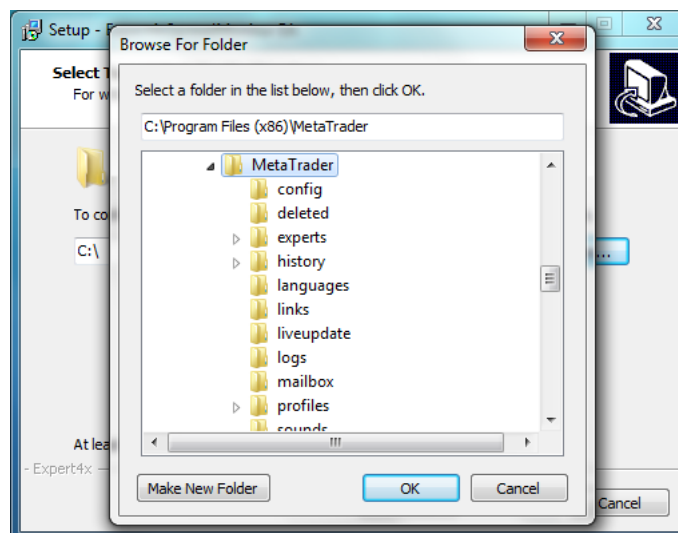 Setup -
Browse For Folder
Select
For w
Select a folder in the list below, then click OK.
C:\Program Files (x86)\MetaTrader
MetaTrader
config
deleted
To co
experts
C:\
history
...
languages
links
liveupdate
logs
mailbox
profiles
sounds
At lea
Expert4x
Make New Folder
OK
Cancel
Cancel